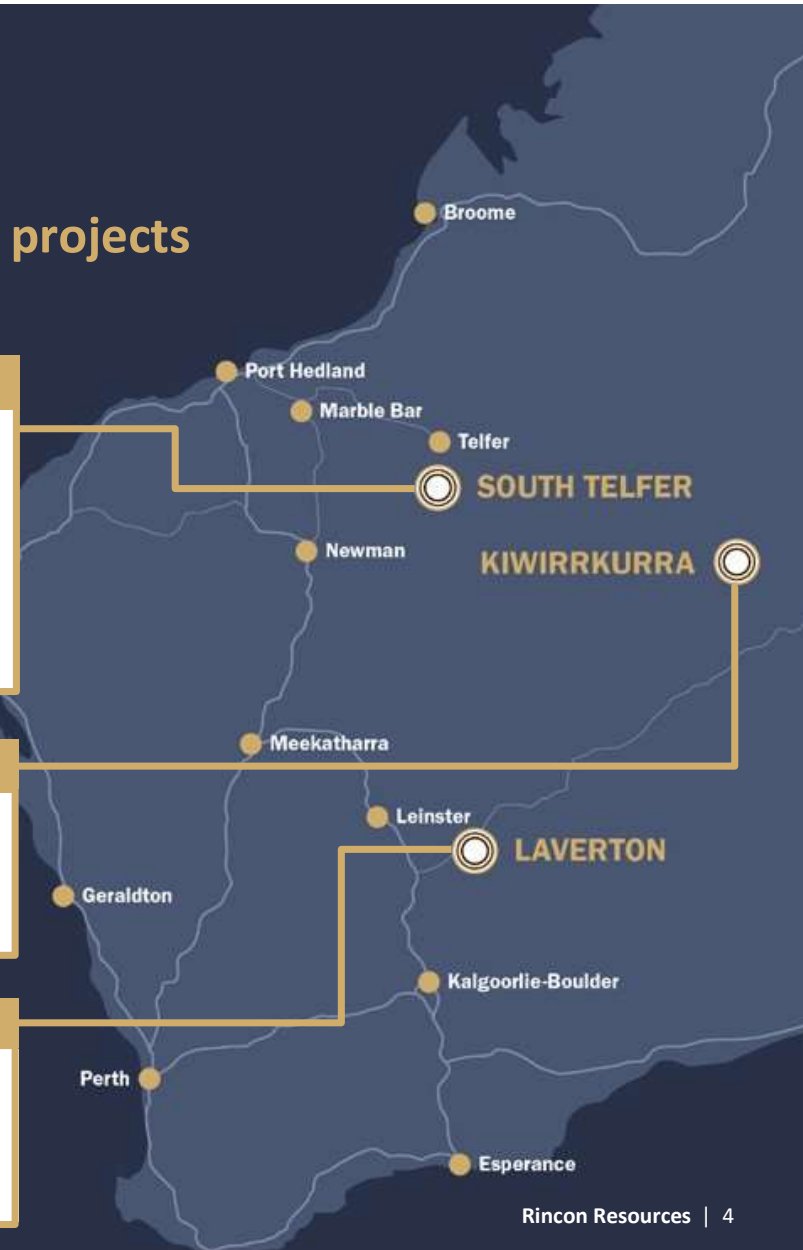 projects
Broome
Port Hedland
Marble Bar
Telfer
SOUTH TELFER
Newman
KIWIRRKURRA
Meekatharra
Leinster
LAVERTON
Geraldton
Kalgoorlie-Boulder
Perth
Esperance
Rincon Resources | 4